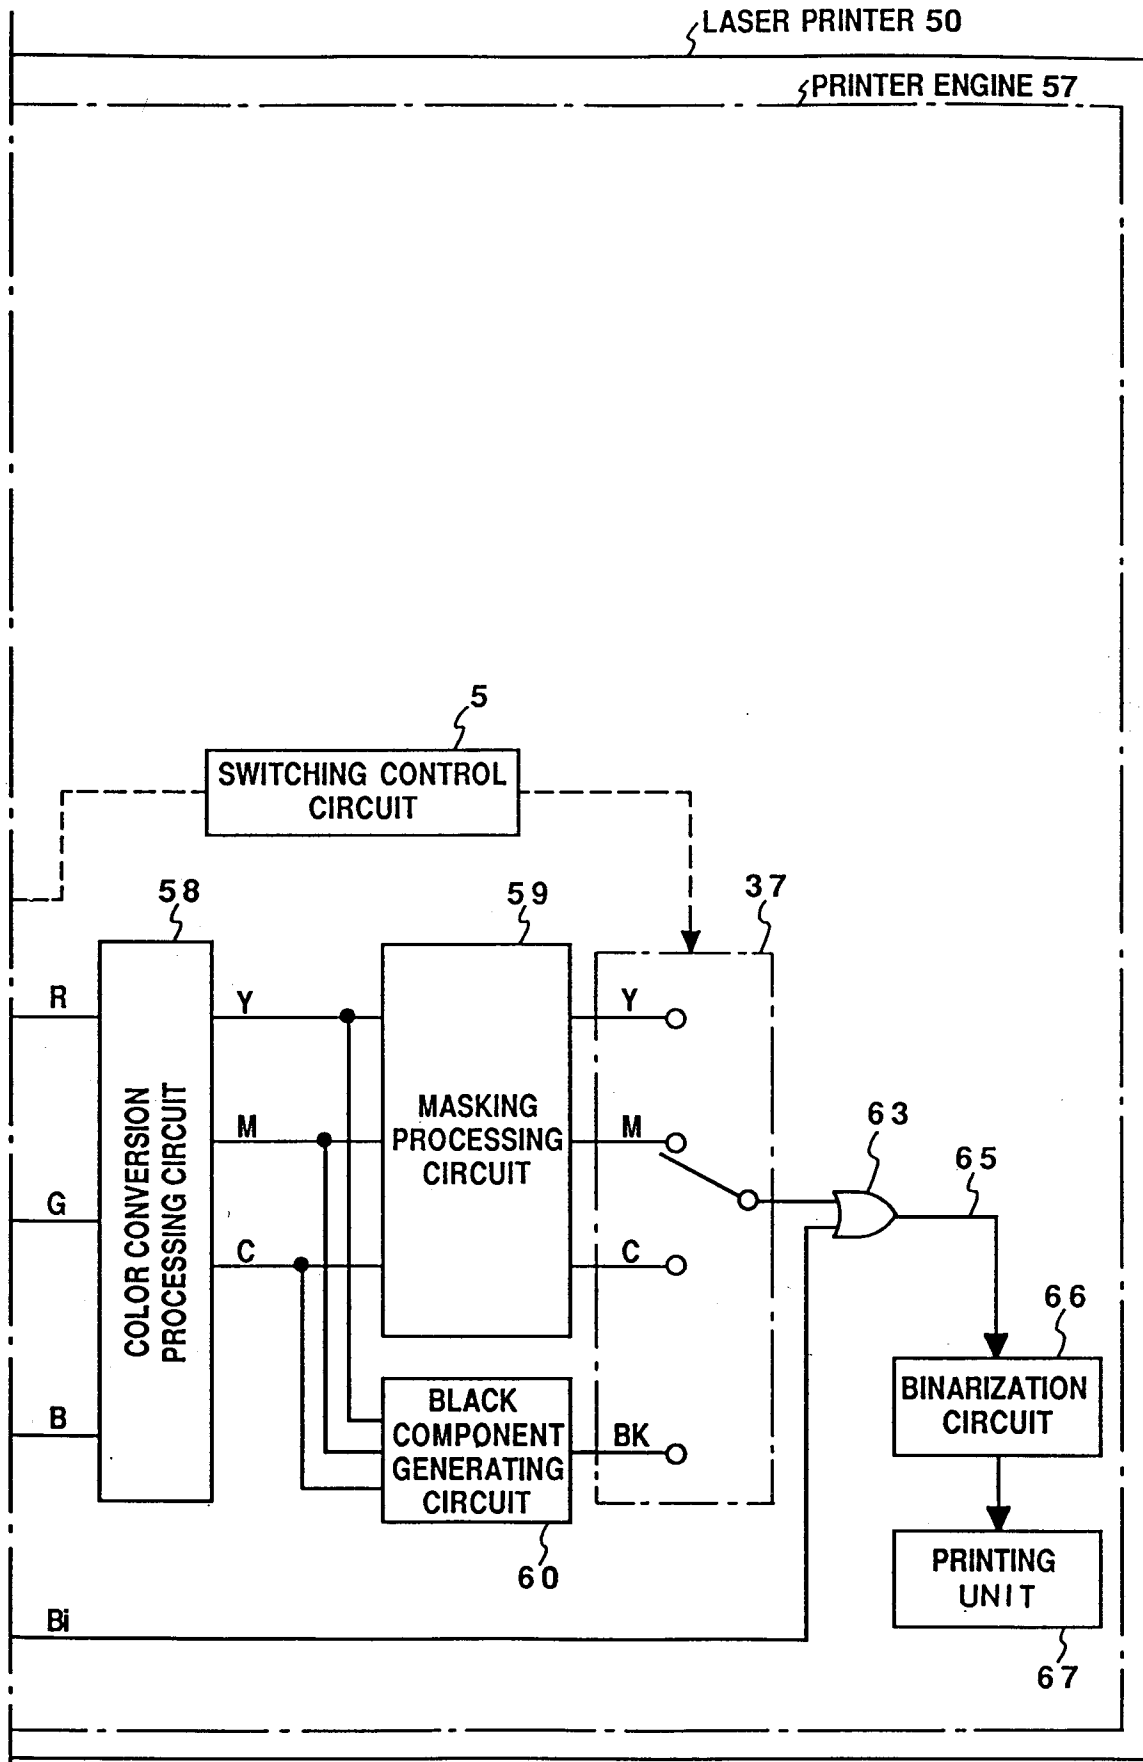 LASER PRINTER 50
PRINTER ENGINE 57
5
SWITCHING CONTROL
CIRCUIT
58
59
37
R
Y
Y
COLOR CONVERSION
PROCESSING CIRCUIT
MASKING
PROCESSING
CIRCUIT
M
M
63
65
G
C
C
66
BINARIZATION
CIRCUIT
B
BLACK
COMPONENT
GENERATING
CIRCUIT
BK
60
PRINTING
UNIT
67
Bi